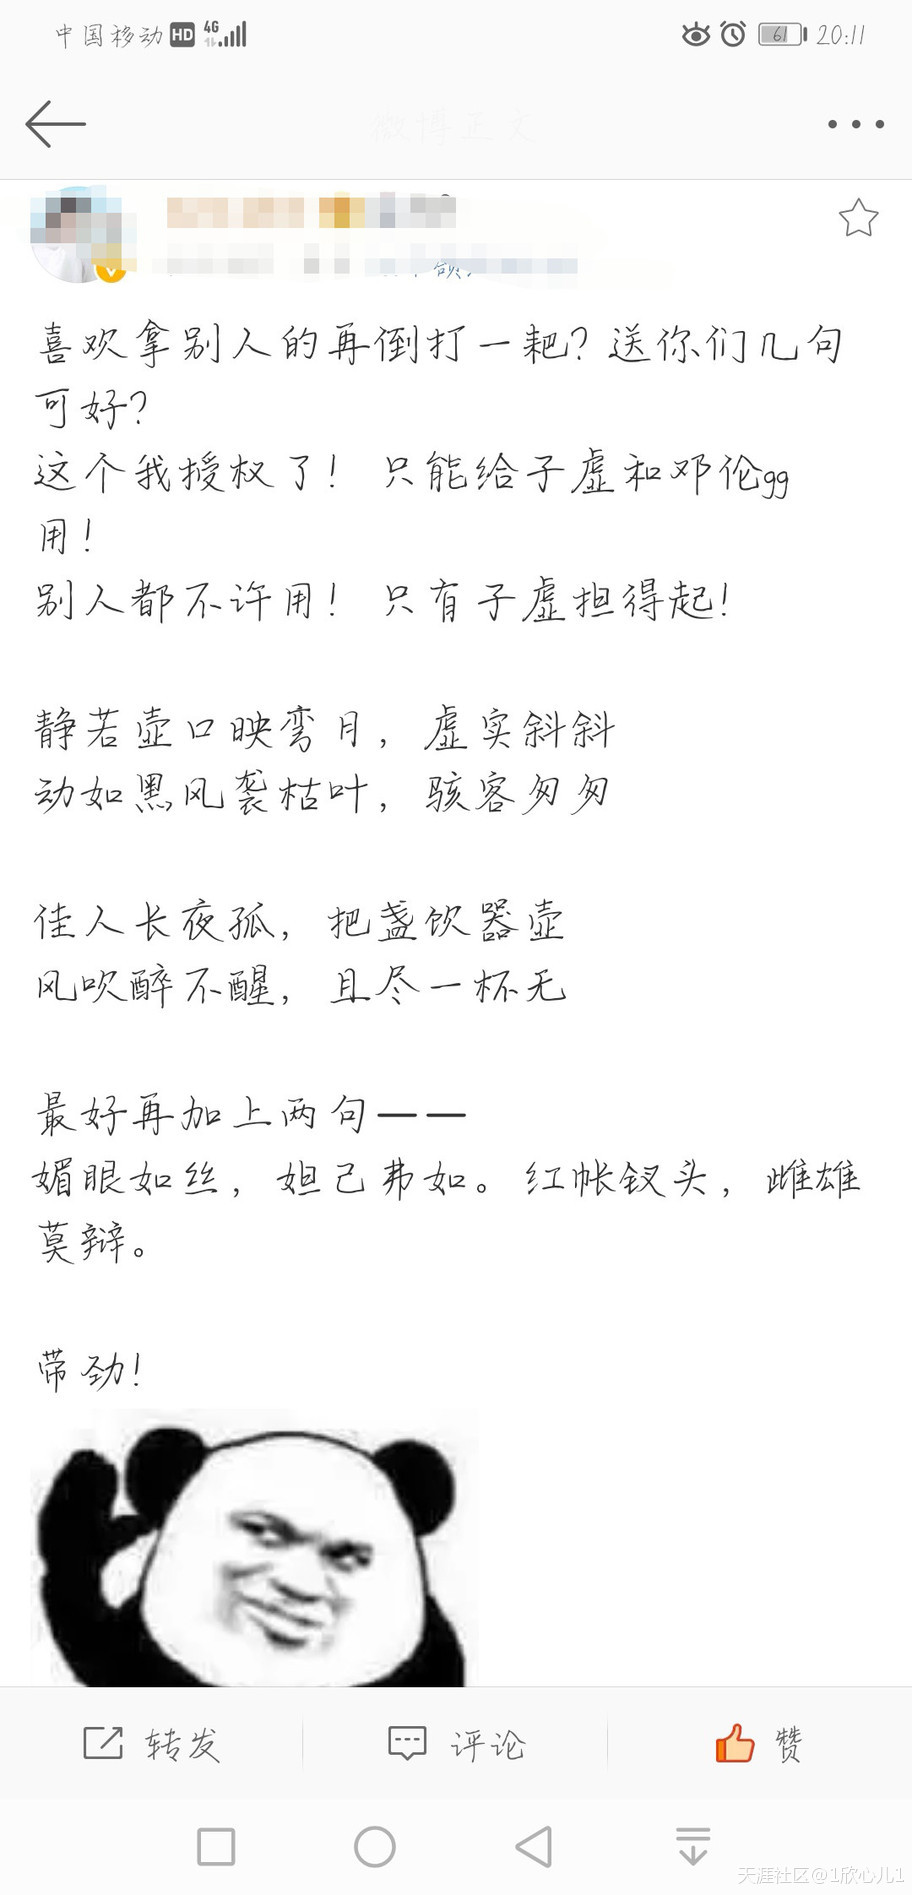 中国移动 HD 4G 61 20:11
微博正文
喜欢拿别人的再倒打一耙？送你们几句
可好？
这个我授权了！ 只能给子虚和邓伦gg
用！
别人都不许用！ 只有子虚担得起！
静若壶口映弯月，虚实斜斜
动如黑风袭枯叶，骇客匆匆
佳人长夜孤，把盏饮器壶
风吹醉不醒，且尽一杯无
最好再加上两句——
媚眼如丝，妲己弗如。红帐钗头，雌雄
莫辩。
带劲！
转发 评论 赞
天涯社区@1欣心儿1